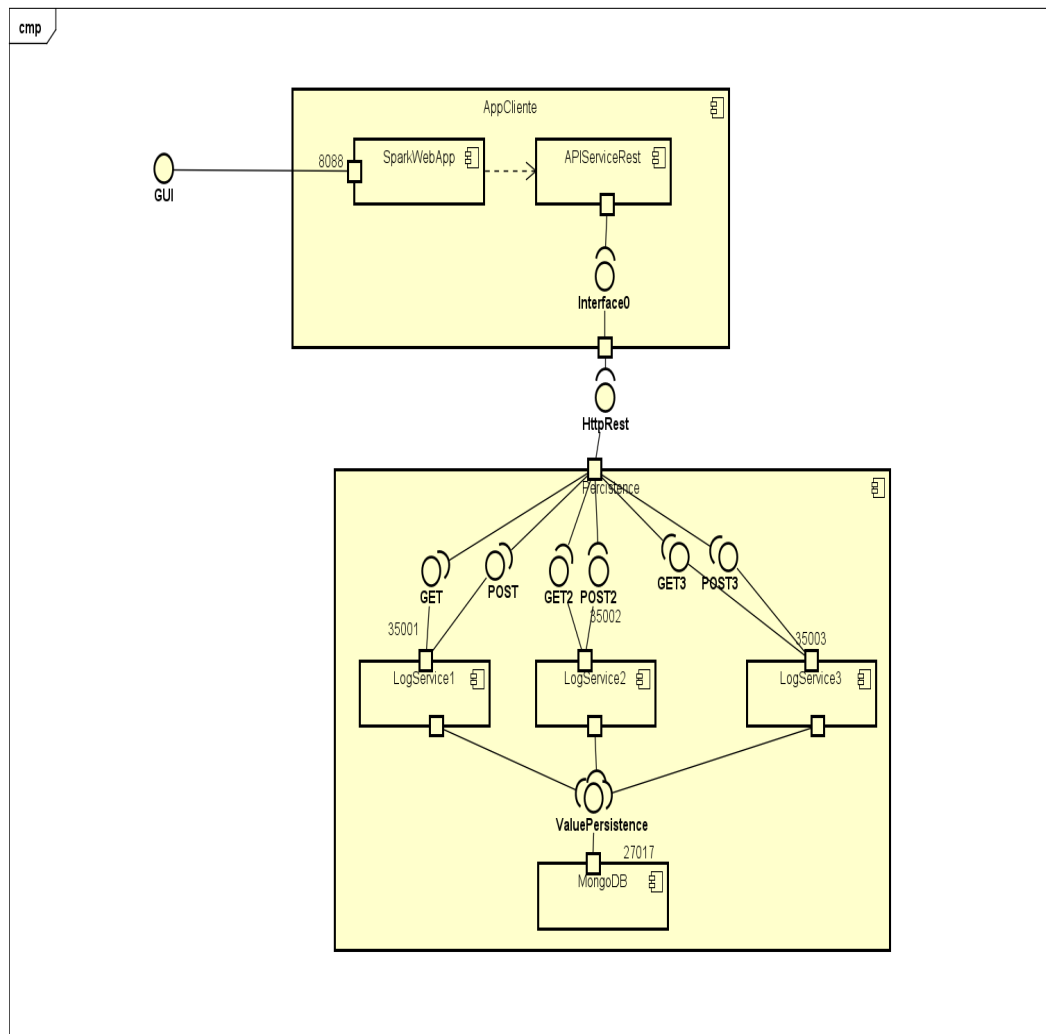 cmp
AppCliente
8088
SparkWebApp
APIServiceRest
GUI
Interface0
HttpRest
Percistence
GET
POST
GET2
POST2
GET3
POST3
35001
35002
35003
LogService1
LogService2
LogService3
ValuePersistence
27017
MongoDB